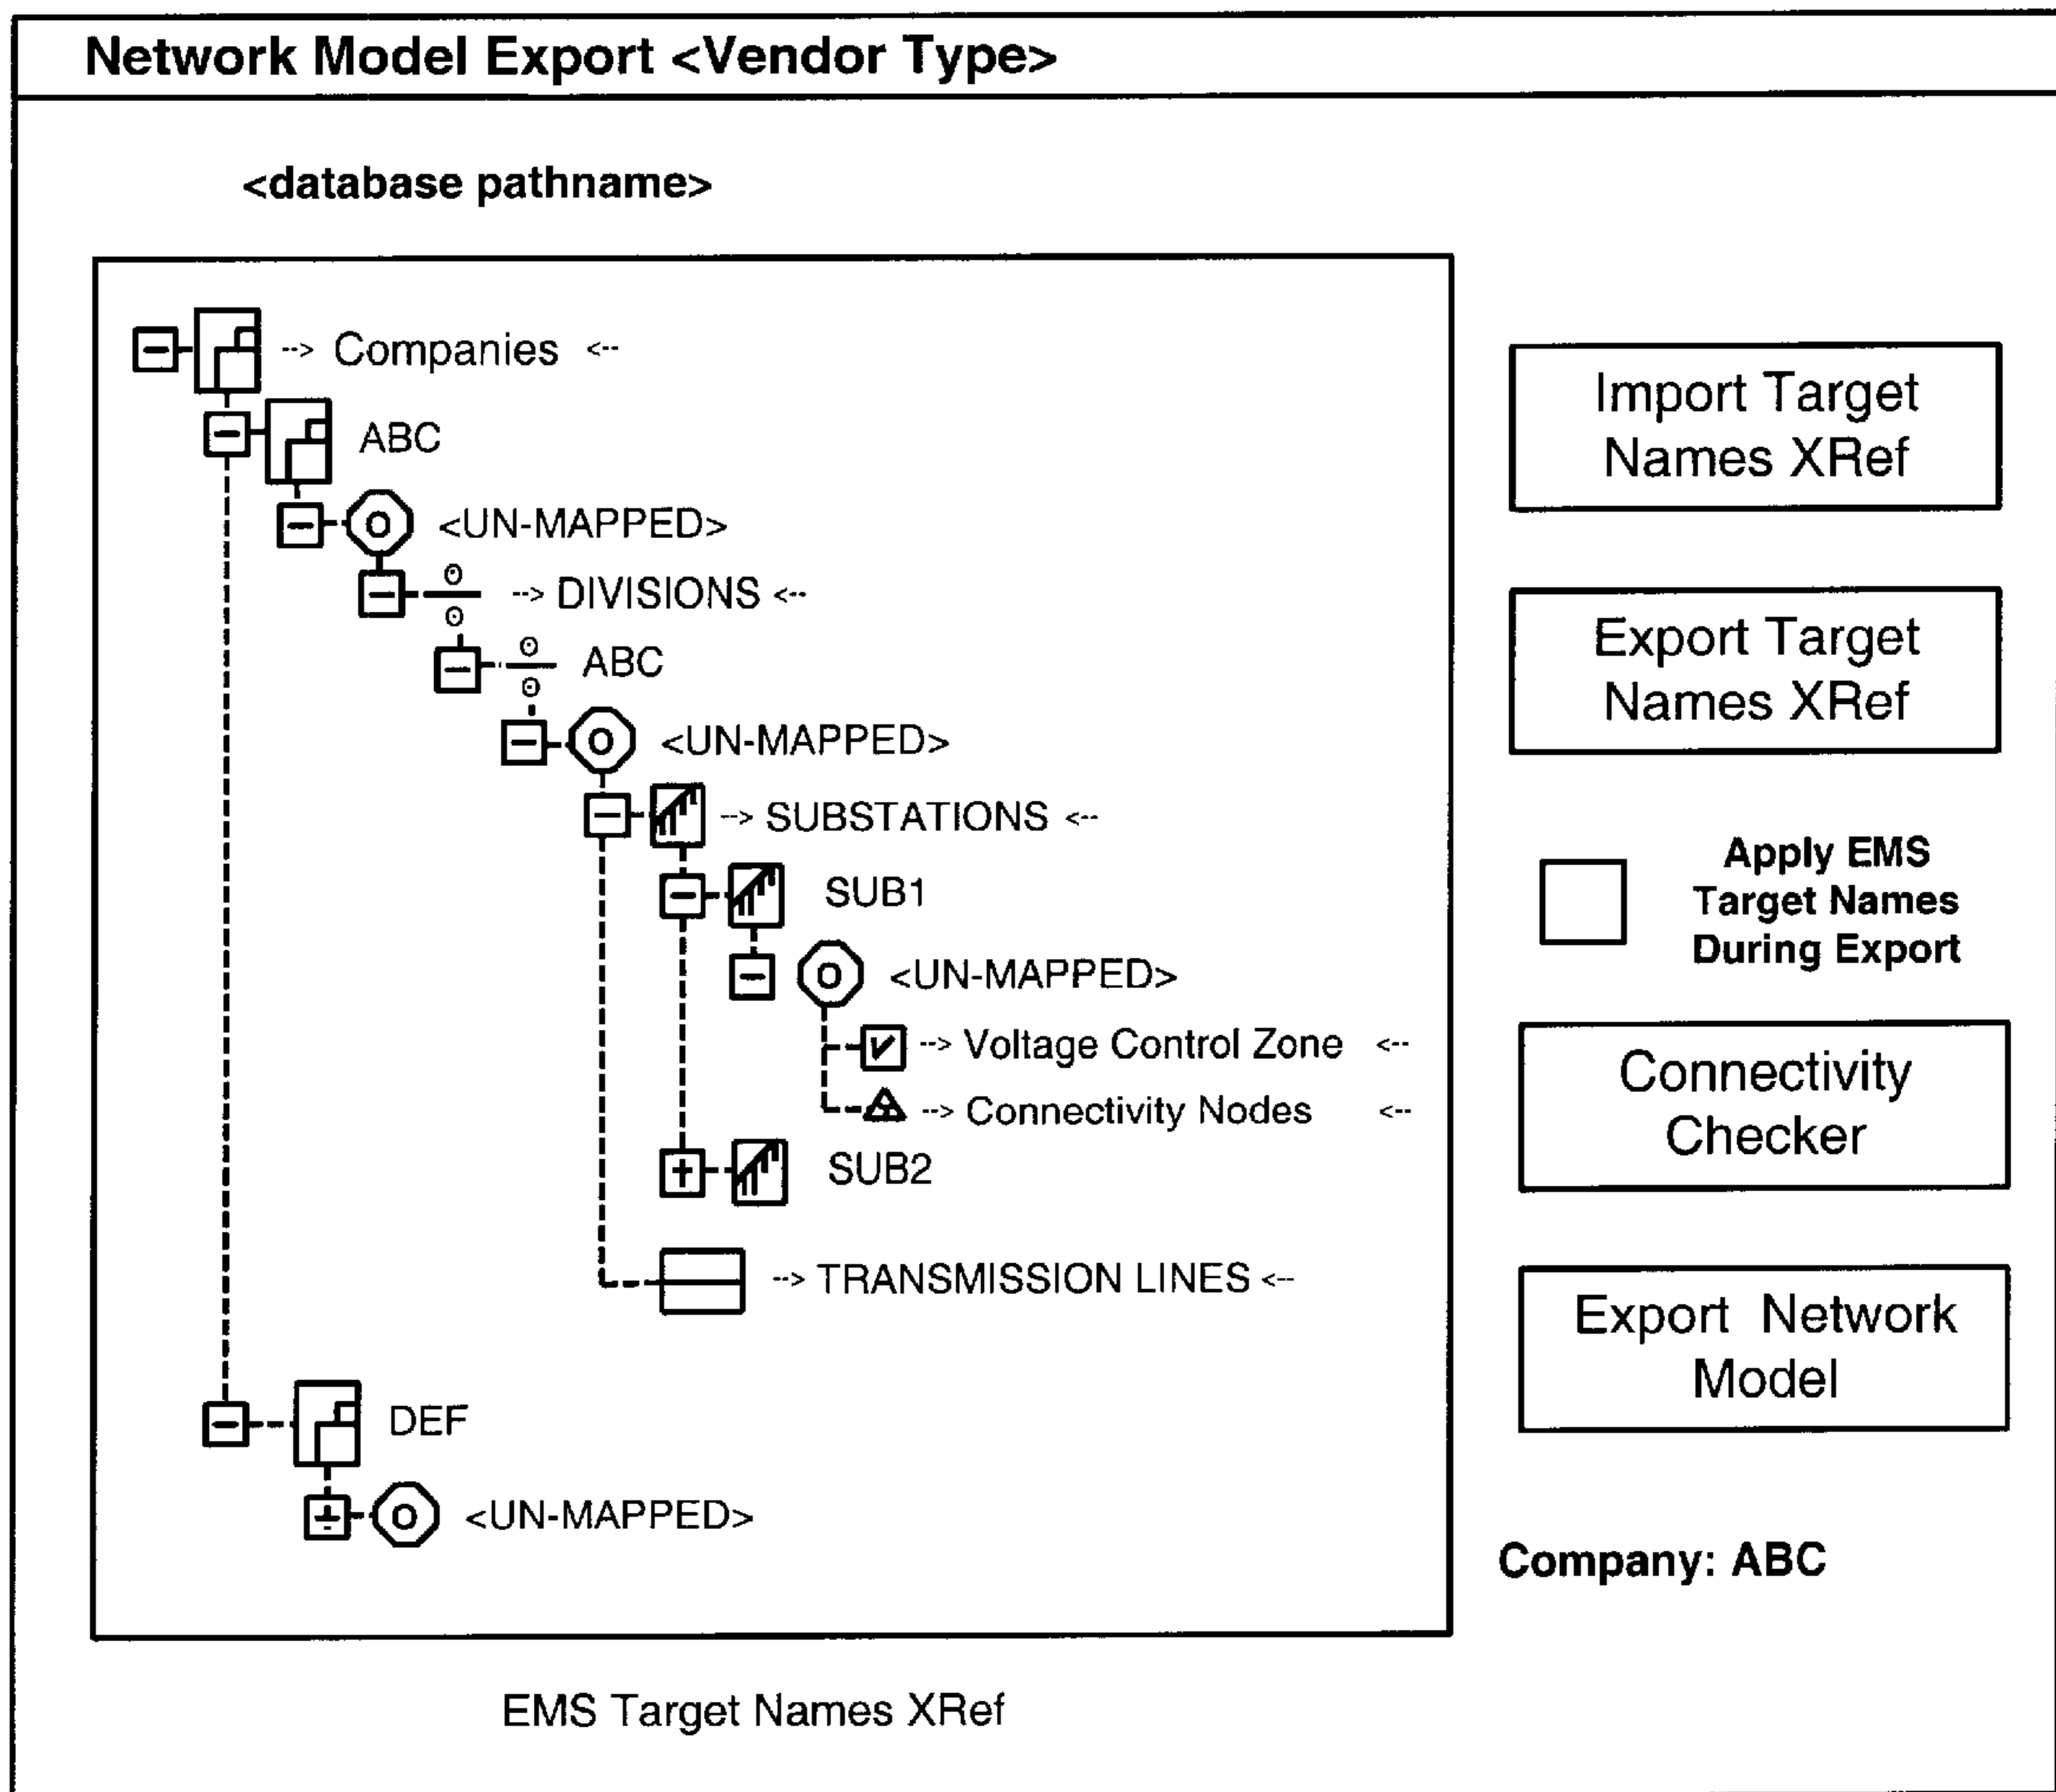 Network Model Export <Vendor Type>
<database pathname>
--> Companies <--
ABC
<UN-MAPPED>
--> DIVISIONS <--
ABC
<UN-MAPPED>
--> SUBSTATIONS <--
SUB1
<UN-MAPPED>
--> Voltage Control Zone <--
--> Connectivity Nodes <--
SUB2
--> TRANSMISSION LINES <--
DEF
<UN-MAPPED>
Import Target
Names XRef
Export Target
Names XRef
Apply EMS
Target Names
During Export
Connectivity
Checker
Export Network
Model
Company: ABC
EMS Target Names XRef